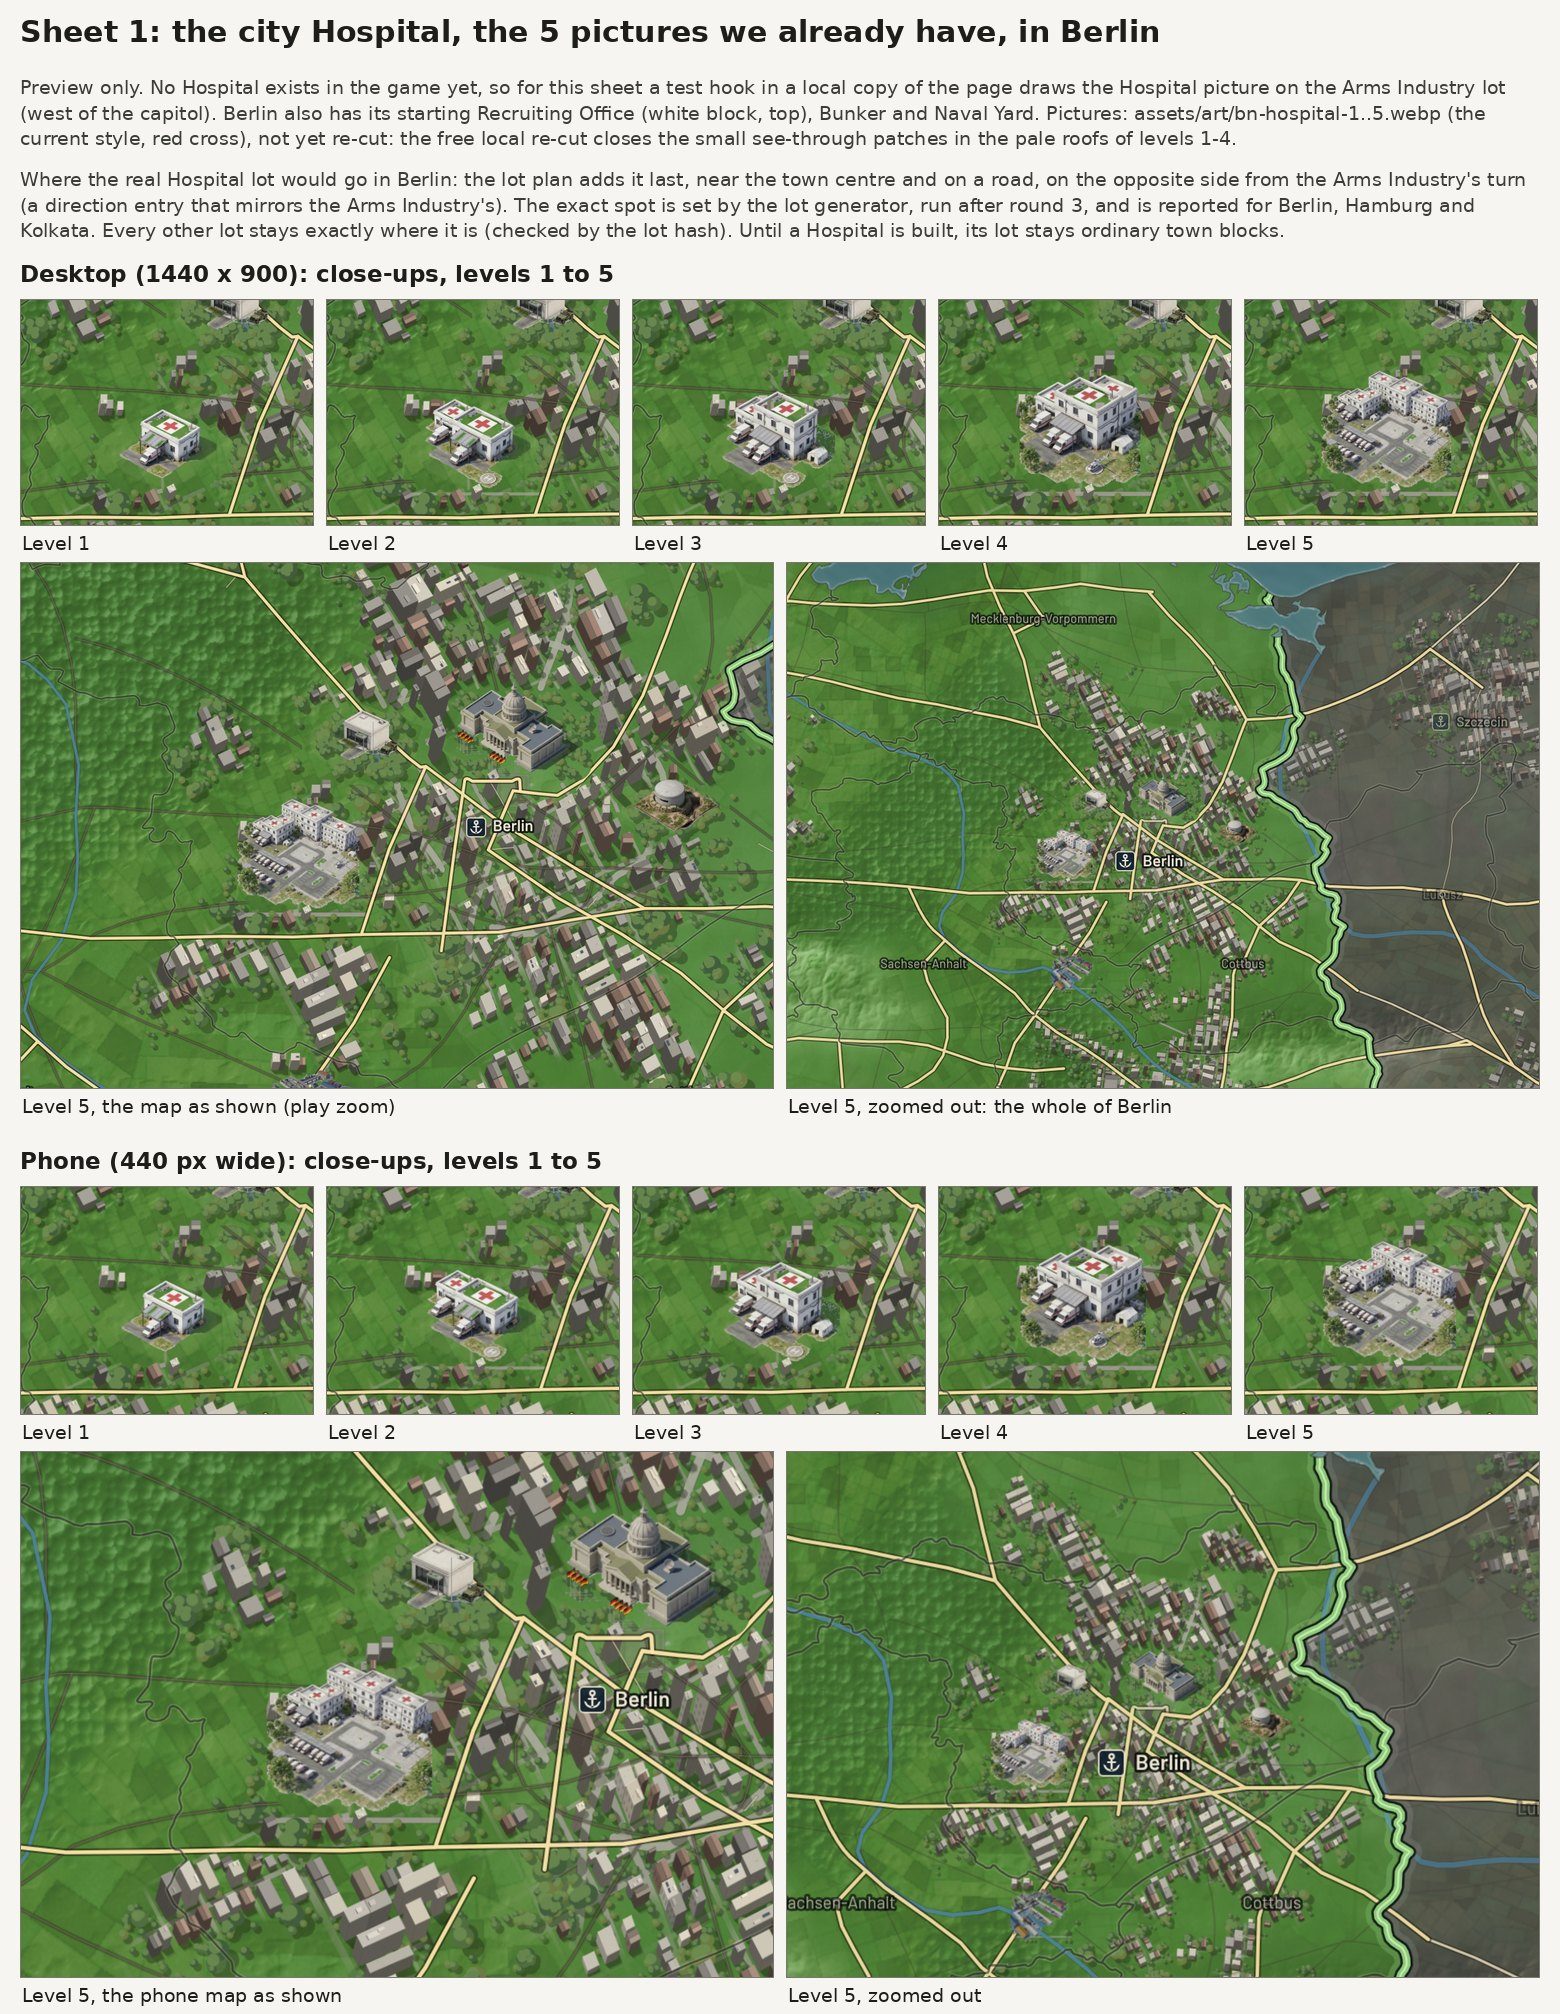 Sheet 1: the city Hospital, the 5 pictures we already have, in Berlin
Preview only. No Hospital exists in the game yet, so for this sheet a test hook in a local copy of the page draws the Hospital picture on the Arms Industry lot
(west of the capitol). Berlin also has its starting Recruiting Office (white block, top), Bunker and Naval Yard. Pictures: assets/art/bn-hospital-1..5.webp (the
current style, red cross), not yet re-cut: the free local re-cut closes the small see-through patches in the pale roofs of levels 1-4.
Where the real Hospital lot would go in Berlin: the lot plan adds it last, near the town centre and on a road, on the opposite side from the Arms Industry's turn
(a direction entry that mirrors the Arms Industry's). The exact spot is set by the lot generator, run after round 3, and is reported for Berlin, Hamburg and
Kolkata. Every other lot stays exactly where it is (checked by the lot hash). Until a Hospital is built, its lot stays ordinary town blocks.
Desktop (1440 x 900): close-ups, levels 1 to 5
Level 1
Level 2
Level 3
Level 4
Level 5
Berlin
Mecklenburg-Vorpommern
Szczecin
Berlin
Lubusz
Sachsen-Anhalt
Cottbus
Level 5, the map as shown (play zoom)
Level 5, zoomed out: the whole of Berlin
Phone (440 px wide): close-ups, levels 1 to 5
Level 1
Level 2
Level 3
Level 4
Level 5
Berlin
Berlin
Lu
achsen-Anhalt
Cottbus
Level 5, the phone map as shown
Level 5, zoomed out